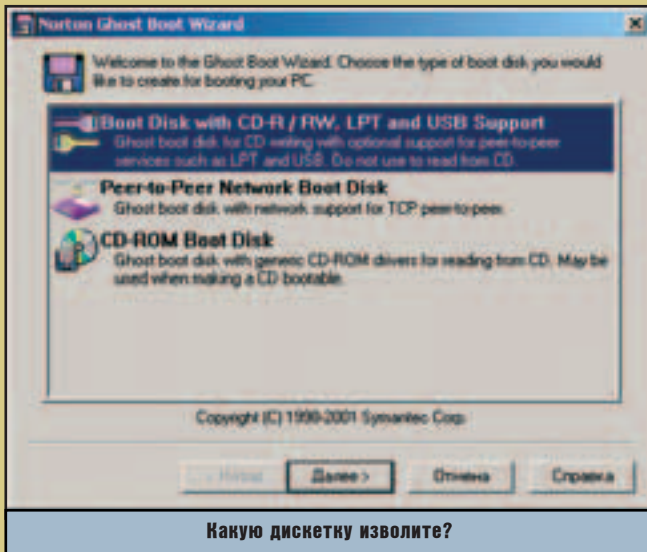 Norton Ghost Boot Wizard
Welcome to the Ghost Boot Wizard. Choose the type of boot disk you would
like to create for booting your PC.
Boot Disk with CD-R / RW, LPT and USB Support
Ghost boot disk for CD writing with optional support for peer-to-peer
services such as LPT and USB. Do not use to read from CD.
Peer-to-Peer Network Boot Disk
Ghost boot disk with network support for TCP peer-to-peer.
CD-ROM Boot Disk
Ghost boot disk with generic CD-ROM drivers for reading from CD. May be
used when making a CD bootable.
Copyright (C) 1998-2001 Symantec Corp.
< Назад Далее > Отмена Справка
Какую дискетку изволите?